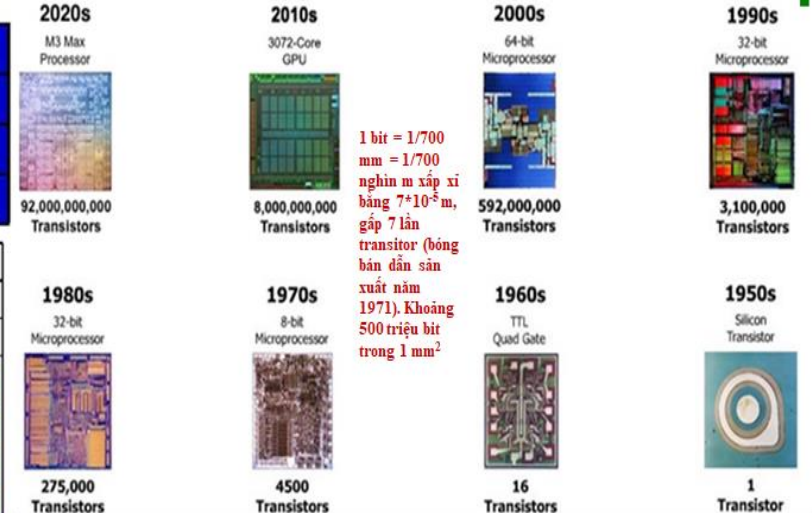 2020s
M3 Max
Processor
92,000,000,000
Transistors
2010s
3072-Core
GPU
8,000,000,000
Transistors
1 bit = 1/700
mm = 1/700
nghìn m xấp xỉ
bằng 7*10⁻⁵ m,
gấp 7 lần
transitor (bóng
bán dẫn sản
xuất năm
1971). Khoảng
500 triệu bit
trong 1 mm²
2000s
64-bit
Microprocessor
592,000,000
Transistors
1990s
32-bit
Microprocessor
3,100,000
Transistors
1980s
32-bit
Microprocessor
275,000
Transistors
1970s
8-bit
Microprocessor
4500
Transistors
1960s
TTL
Quad Gate
16
Transistors
1950s
Silicon
Transistor
1
Transistor